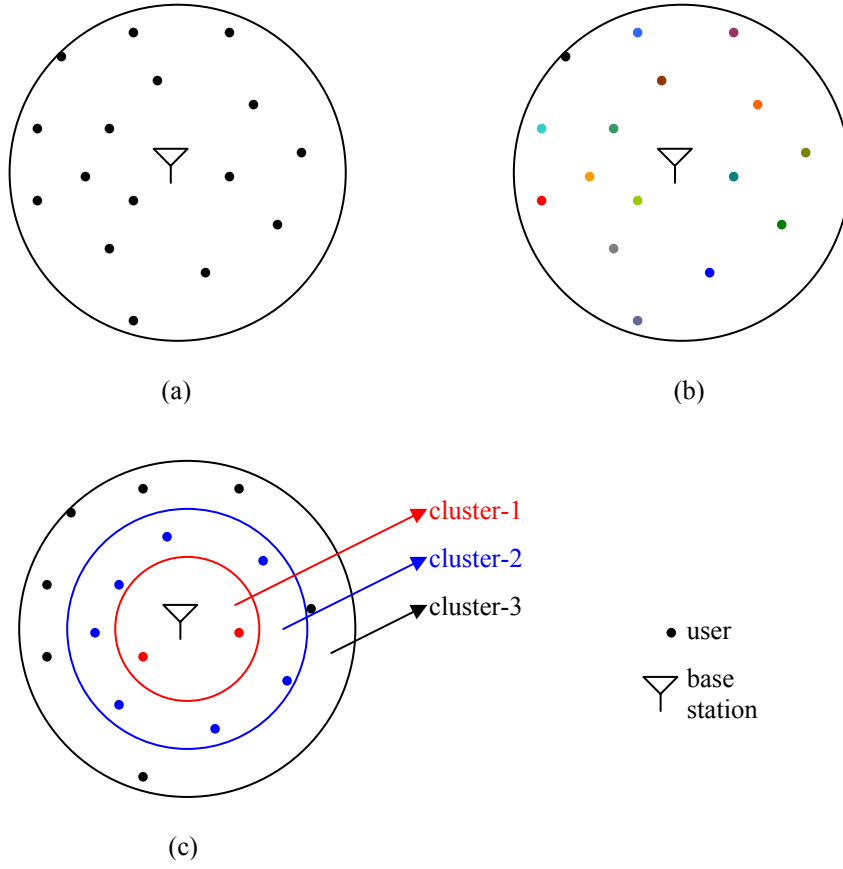 (a)
(b)
cluster-1
cluster-2
cluster-3
user
base
station
(c)